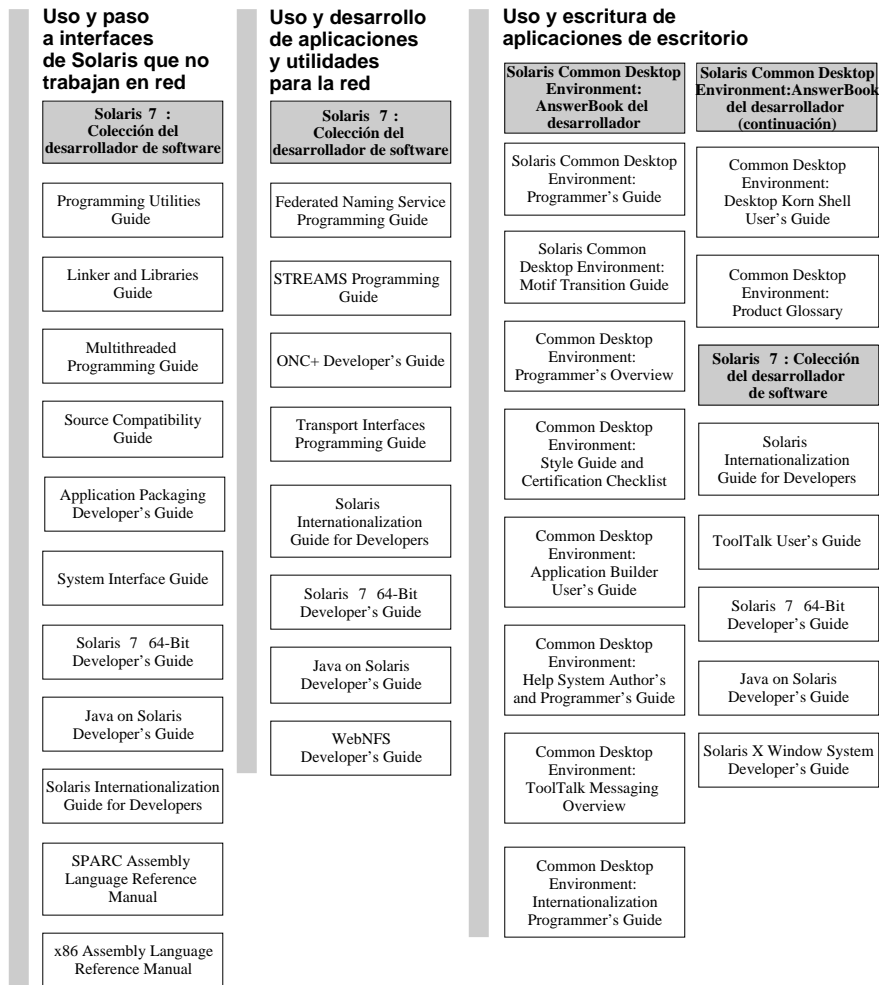 Uso y paso
a interfaces
de Solaris que no
trabajan en red
Solaris 7 :
Colección del
desarrollador de software
Programming Utilities
Guide
Linker and Libraries
Guide
Multithreaded
Programming Guide
Source Compatibility
Guide
Application Packaging
Developer’s Guide
System Interface Guide
Solaris 7 64-Bit
Developer’s Guide
Java on Solaris
Developer’s Guide
Solaris Internationalization
Guide for Developers
SPARC Assembly
Language Reference
Manual
x86 Assembly Language
Reference Manual
Uso y desarrollo
de aplicaciones
y utilidades
para la red
Solaris 7 :
Colección del
desarrollador de software
Federated Naming Service
Programming Guide
STREAMS Programming
Guide
ONC+ Developer’s Guide
Transport Interfaces
Programming Guide
Solaris
Internationalization
Guide for Developers
Solaris 7 64-Bit
Developer’s Guide
Java on Solaris
Developer’s Guide
WebNFS
Developer’s Guide
Uso y escritura de
aplicaciones de escritorio
Solaris Common Desktop
Environment:
AnswerBook del
desarrollador
Solaris Common Desktop
Environment:
Programmer’s Guide
Solaris Common
Desktop Environment:
Motif Transition Guide
Common Desktop
Environment:
Programmer’s Overview
Common Desktop
Environment:
Style Guide and
Certification Checklist
Common Desktop
Environment:
Application Builder
User’s Guide
Common Desktop
Environment:
Help System Author’s
and Programmer’s Guide
Common Desktop
Environment:
ToolTalk Messaging
Overview
Common Desktop
Environment:
Internationalization
Programmer’s Guide
Solaris Common Desktop
Environment:AnswerBook
del desarrollador
(continuación)
Common Desktop
Environment:
Desktop Korn Shell
User’s Guide
Common Desktop
Environment:
Product Glossary
Solaris 7 : Colección
del desarrollador
de software
Solaris
Internationalization
Guide for Developers
ToolTalk User’s Guide
Solaris 7 64-Bit
Developer’s Guide
Java on Solaris
Developer’s Guide
Solaris X Window System
Developer’s Guide